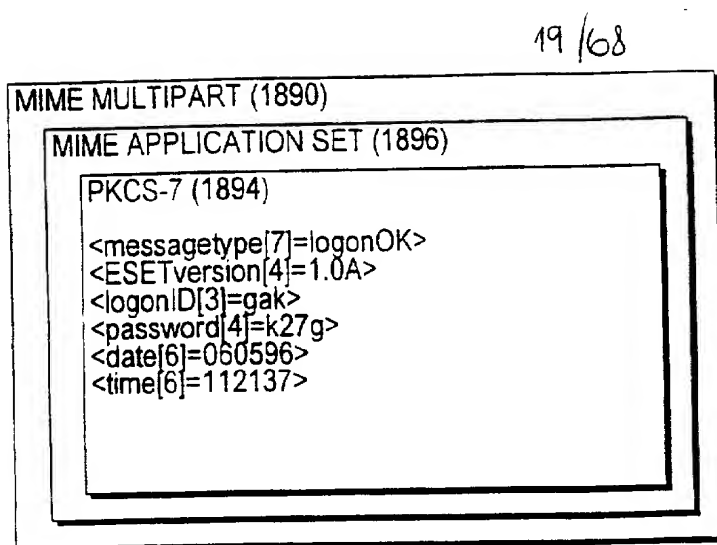 19/68
MIME MULTIPART (1890)
MIME APPLICATION SET (1896)
PKCS-7 (1894)
<messagetype[7]=logonOK>
<ESETversion[4]=1.0A>
<logonID[3]=gak>
<password[4]=k27g>
<date[6]=060596>
<time[6]=112137>